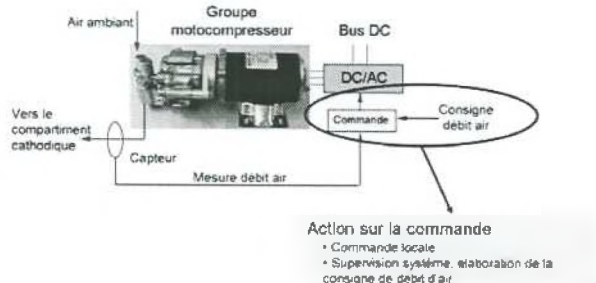 Air ambiant
Groupe
motocompresseur
Bus DC
DC/AC
Commande
Consigne
débit air
Vers le
compartiment
cathodique
Capteur
Mesure débit air
Action sur la commande
• Commande locale
• Supervision système, élaboration de la
consigne de débit d'air